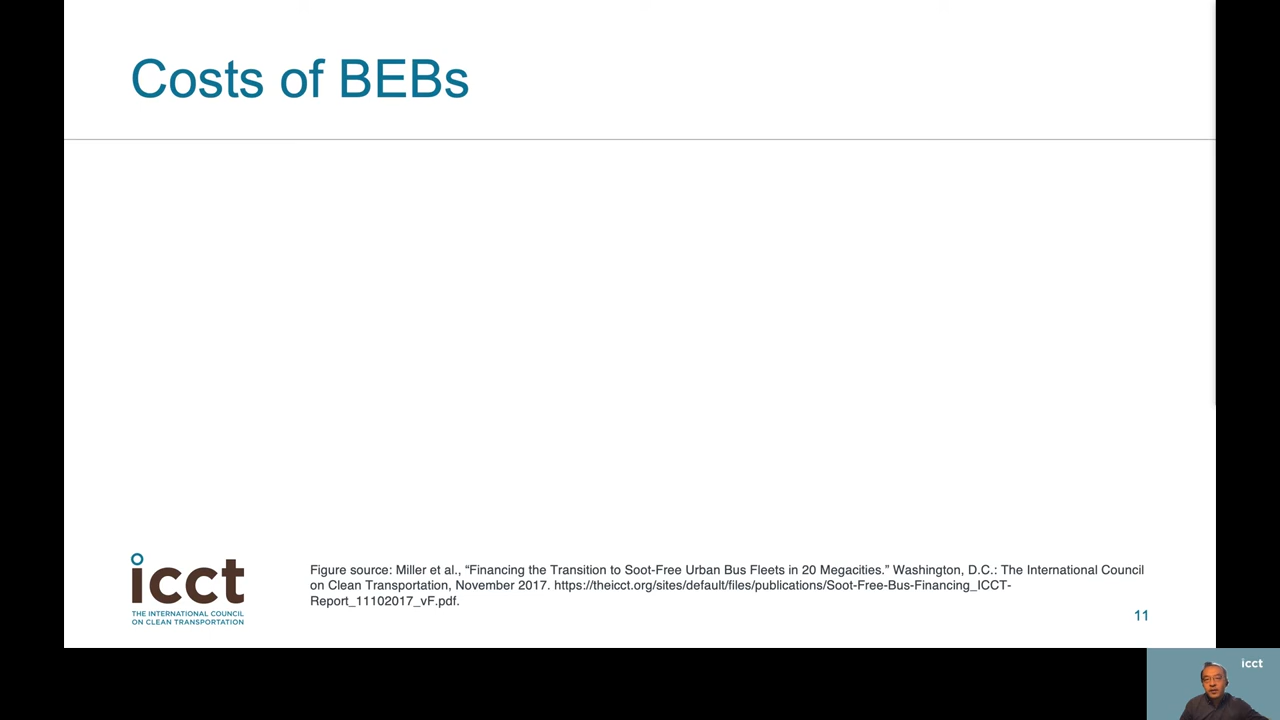 Costs of BEBs
icct
THE INTERNATIONAL COUNCIL
ON CLEAN TRANSPORTATION
Figure source: Miller et al., “Financing the Transition to Soot-Free Urban Bus Fleets in 20 Megacities.” Washington, D.C.: The International Council
on Clean Transportation, November 2017. https://theicct.org/sites/default/files/publications/Soot-Free-Bus-Financing_ICCT-
Report_11102017_vF.pdf.
11
icct